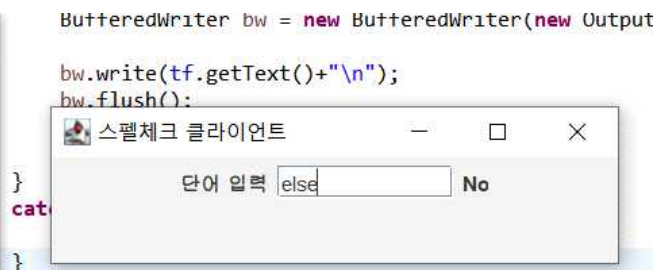 BufferedWriter bw = new BufferedWriter(new Output
bw.write(tf.getText()+"\n");
bw.flush();
스펠체크 클라이언트
단어 입력 else No
}
cat
}